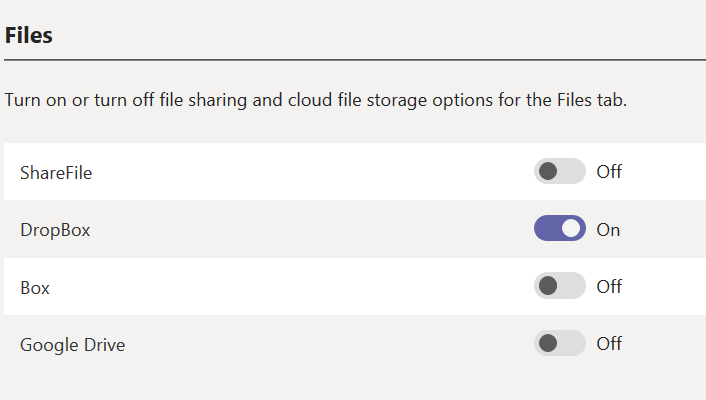 Files
Turn on or turn off file sharing and cloud file storage options for the Files tab.
ShareFile Off
DropBox On
Box Off
Google Drive Off